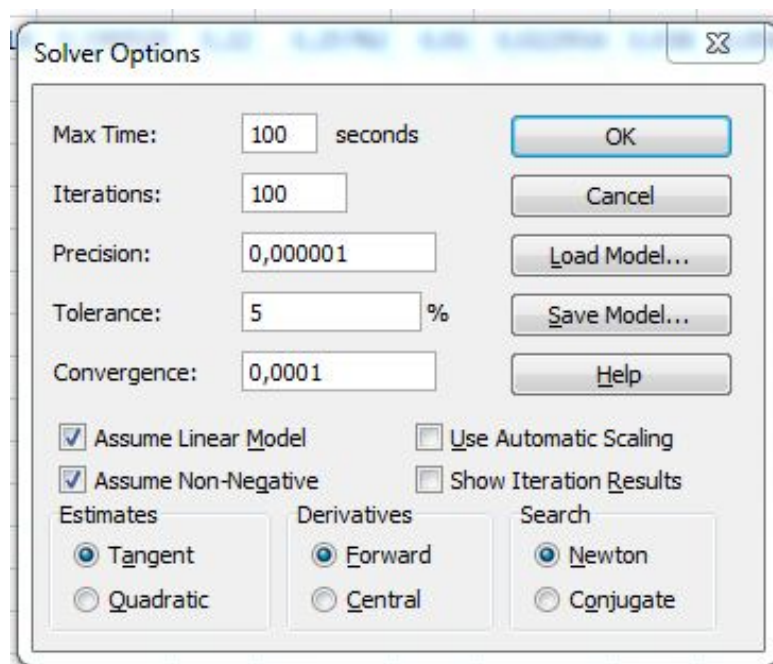 Solver Options
Max Time: 100 seconds
OK
Iterations: 100
Cancel
Precision: 0,000001
Load Model...
Tolerance: 5 %
Save Model...
Convergence: 0,0001
Help
Assume Linear Model
Use Automatic Scaling
Assume Non-Negative
Show Iteration Results
Estimates
Derivatives
Search
Tangent
Forward
Newton
Quadratic
Central
Conjugate